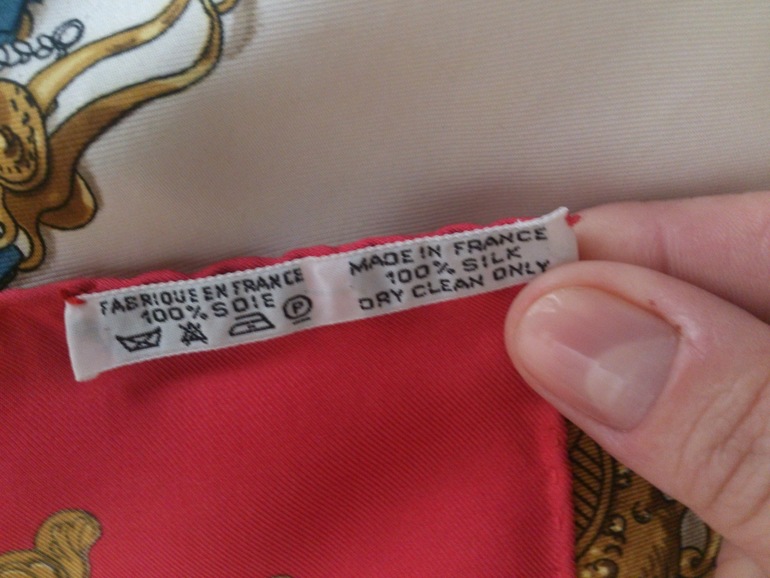 FABRIQUE EN FRANCE
100% SOIE
P
MADE IN FRANCE
100% SILK
DRY CLEAN ONLY